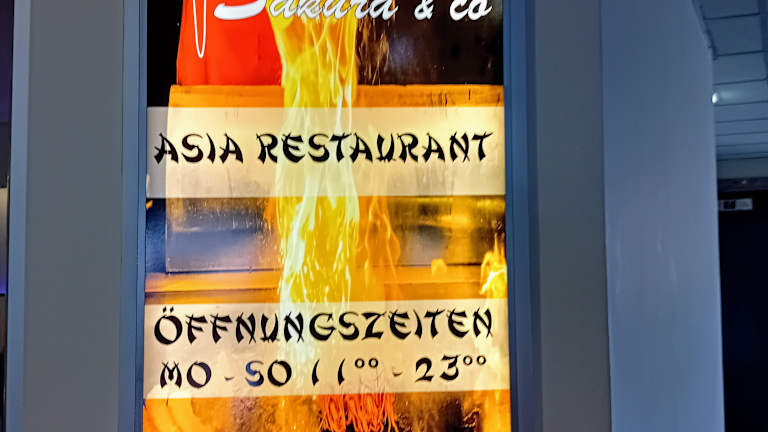 Sakura & co
ASIA RESTAURANT
ÖFFNUNGSZEITEN
MO - SO 11°° - 23°°